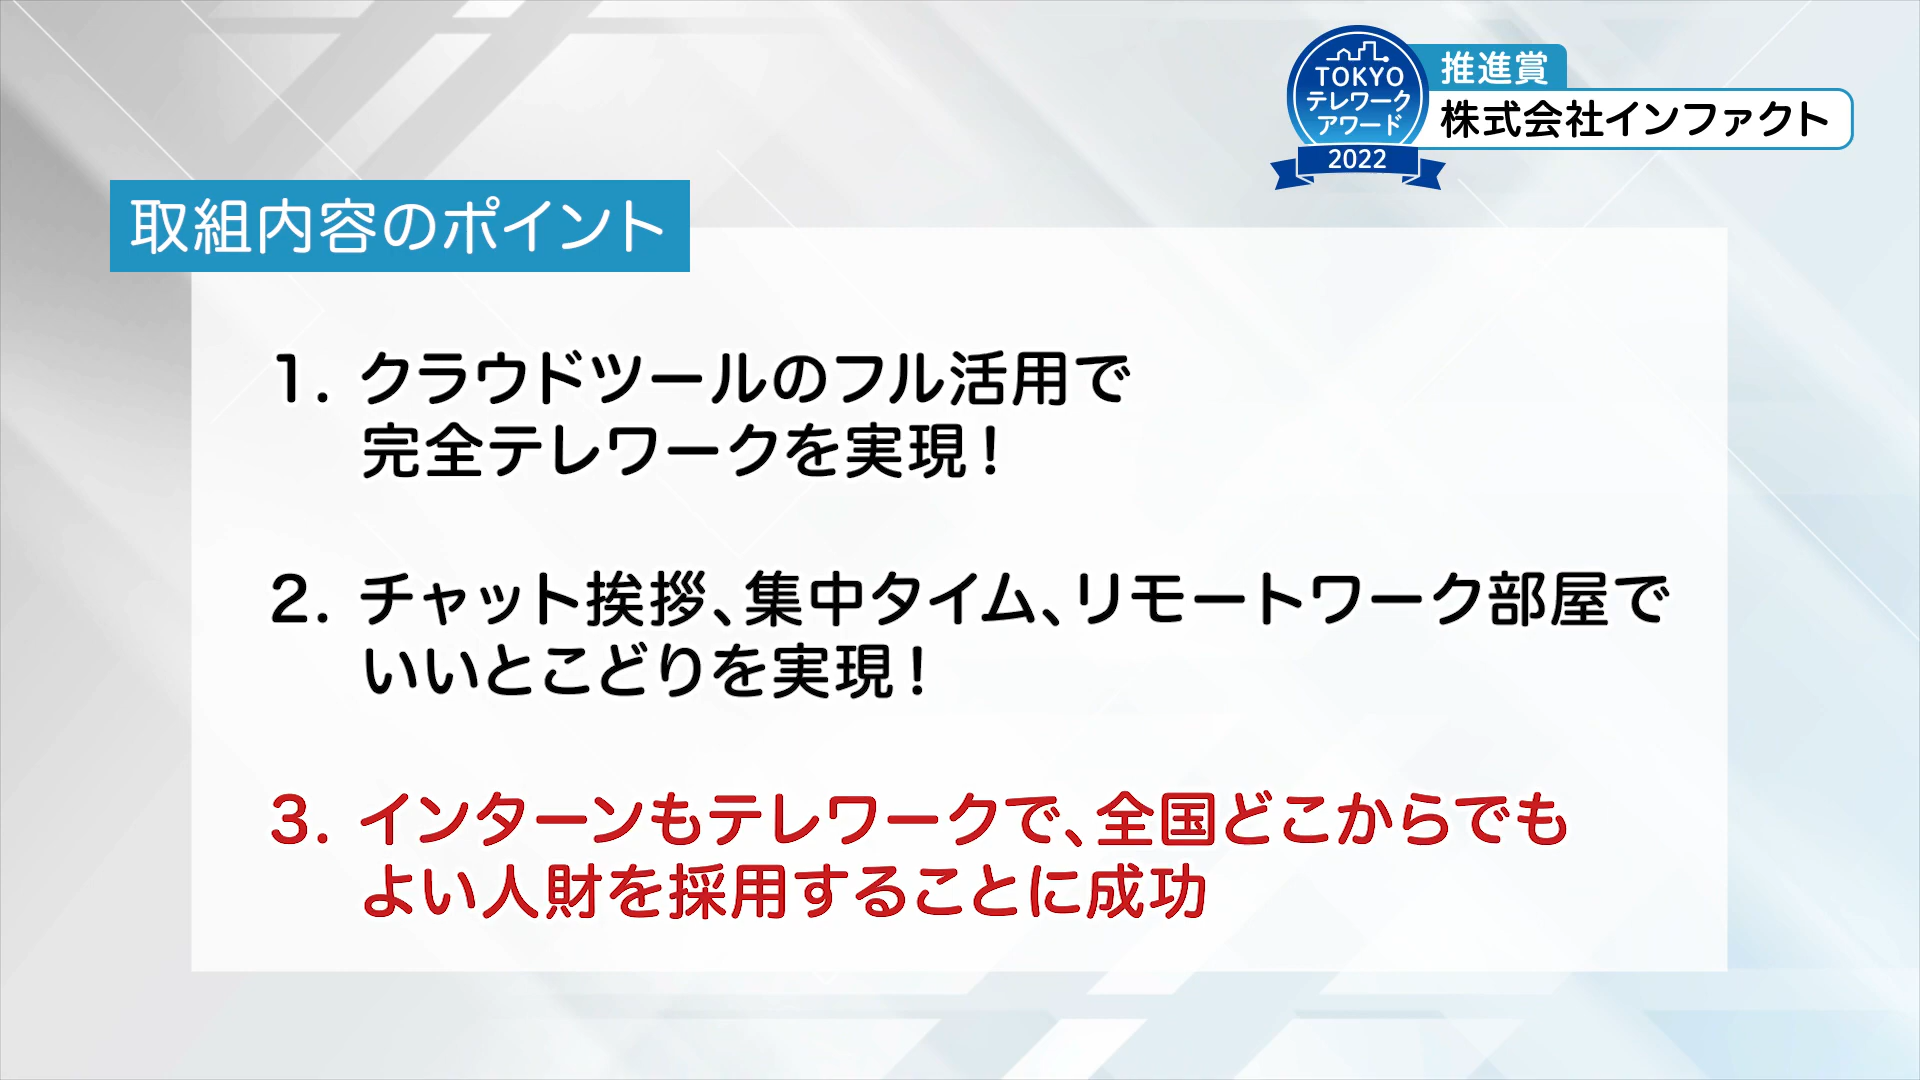 TOKYO
テレワーク
アワード
2022
推進賞
株式会社インファクト
取組内容のポイント
1. クラウドツールのフル活用で
完全テレワークを実現！
2. チャット挨拶、集中タイム、リモートワーク部屋で
いいとこどりを実現！
3. インターンもテレワークで、全国どこからでも
よい人財を採用することに成功